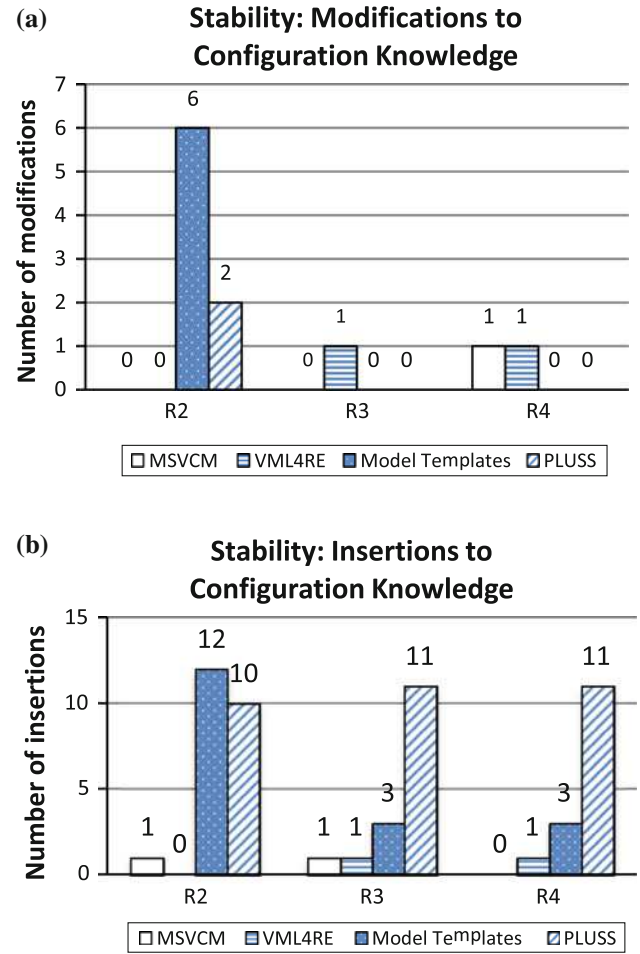 (a)
Stability: Modifications to
Configuration Knowledge
Number of modifications
7
6
5
4
3
2
1
0
0 0 6 2
0 1 0 0
1 1 0 0
R2 R3 R4
MSVCM VML4RE Model Templates PLUSS
(b)
Stability: Insertions to
Configuration Knowledge
Number of insertions
15
10
5
0
1 0 12 10
1 1 3 11
0 1 3 11
R2 R3 R4
MSVCM VML4RE Model Templates PLUSS